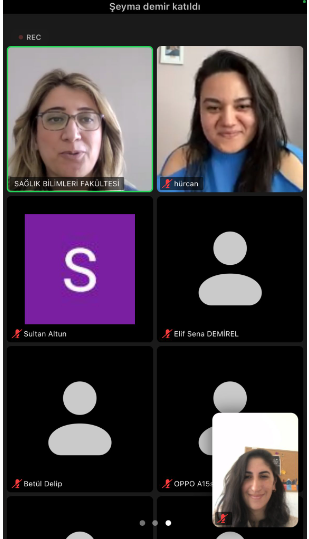 Şeyma demir katıldı
REC
SAĞLIK BİLİMLERİ FAKÜLTESİ
hürcan
S
Sultan Altun
Elif Sena DEMİREL
Betül Delip
OPPO A15s